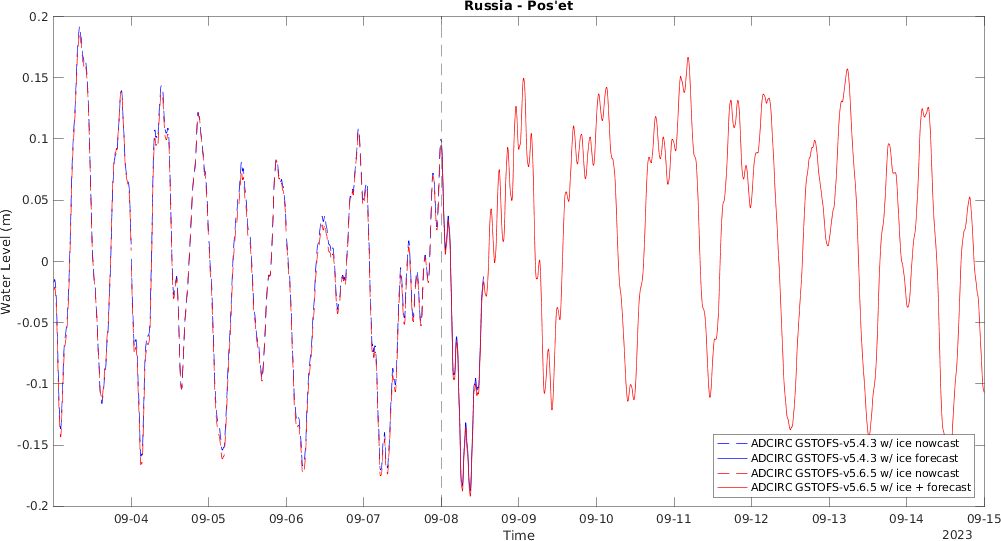 Russia - Pos'et
0.2
0.15
0.1
0.05
0
-0.05
-0.1
-0.15
-0.2
Water Level (m)
09-04 09-05 09-06 09-07 09-08 09-09 09-10 09-11 09-12 09-13 09-14 09-15
Time
2023
ADCIRC GSTOFS-v5.4.3 w/ ice nowcast
ADCIRC GSTOFS-v5.4.3 w/ ice forecast
ADCIRC GSTOFS-v5.6.5 w/ ice nowcast
ADCIRC GSTOFS-v5.6.5 w/ ice + forecast